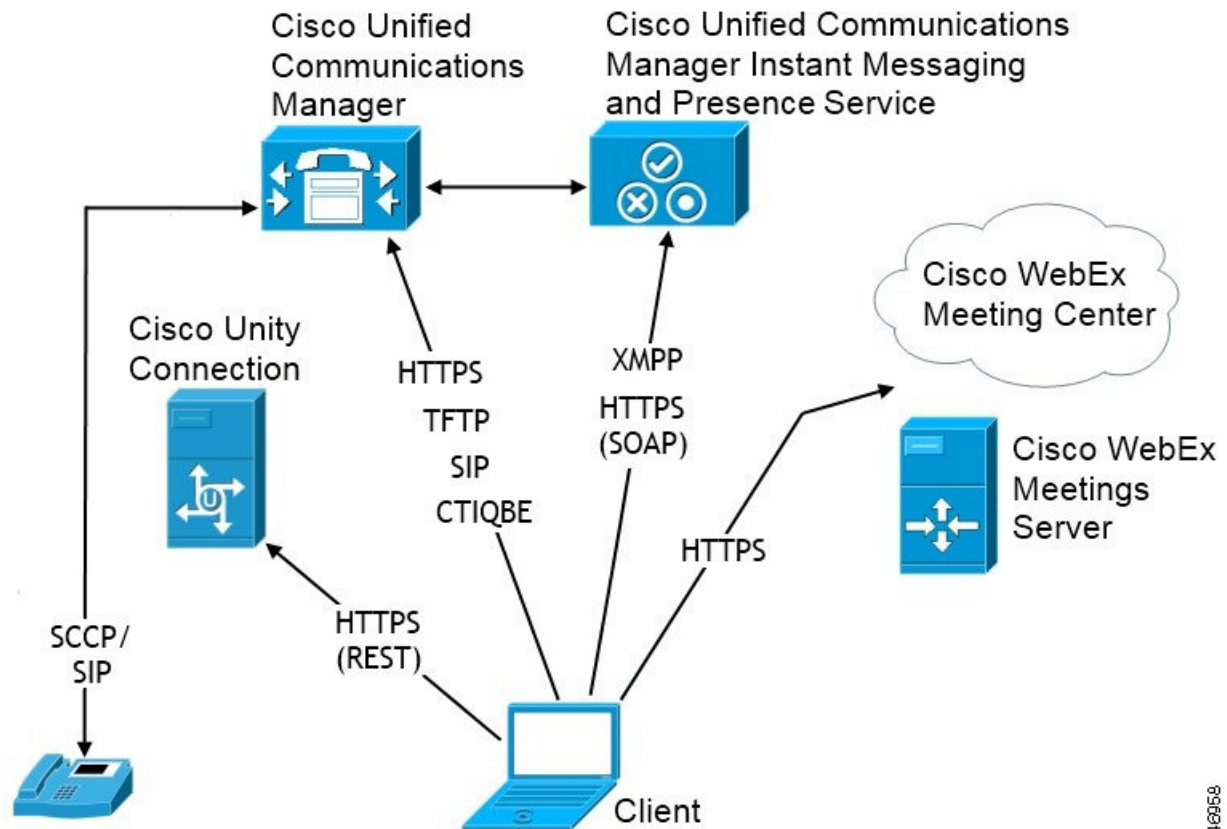 Cisco Unified
Communications
Manager
Cisco Unified Communications
Manager Instant Messaging
and Presence Service
Cisco WebEx
Meeting Center
Cisco Unity
Connection
HTTPS
TFTP
SIP
CTIQBE
XMPP
HTTPS
(SOAP)
Cisco WebEx
Meetings
Server
HTTPS
U
HTTPS
(REST)
SCCP/
SIP
Client